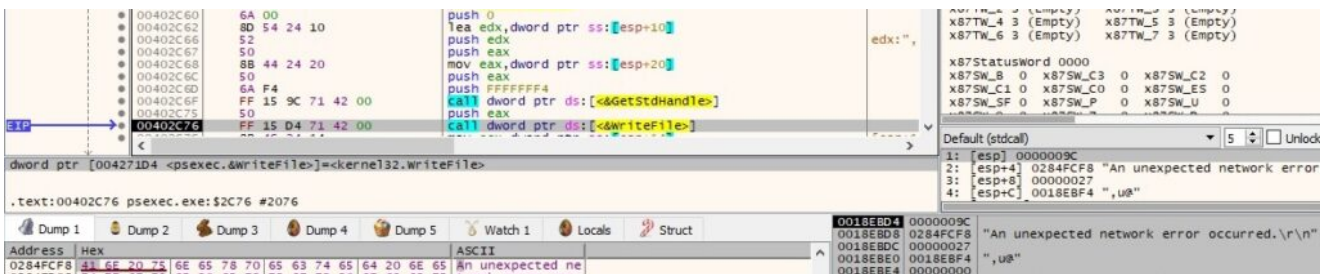 00402C60 6A 00 push 0
00402C62 8D 54 24 10 lea edx,dword ptr ss:[esp+10]
00402C66 52 push edx edx:",
00402C67 50 push eax
00402C68 8B 44 24 20 mov eax,dword ptr ss:[esp+20]
00402C6C 50 push eax
00402C6D 6A F4 push FFFFFFF4
00402C6F FF 15 9C 71 42 00 call dword ptr ds:[<&GetStdHandle>]
00402C75 50 push eax
EIP 00402C76 FF 15 D4 71 42 00 call dword ptr ds:[<&WriteFile>]
x87TW_6 3 (Empty) x87TW_7 3 (Empty)
x87StatusWord 0000
x87SW_B 0 x87SW_C3 0 x87SW_C2 0
x87SW_C1 0 x87SW_C0 0 x87SW_ES 0
x87SW_SF 0 x87SW_P 0 x87SW_U 0
Default (stdcall) 5 Unlock
1: [esp] 0000009C
2: [esp+4] 0284FCF8 "An unexpected network error
3: [esp+8] 00000027
4: [esp+C] 0018EBF4 ",u@"
dword ptr [004271D4 <psexec.&WriteFile>]=<kernel32.WriteFile>
.text:00402C76 psexec.exe:$2C76 #2076
Dump 1 Dump 2 Dump 3 Dump 4 Dump 5 Watch 1 Locals Struct
Address Hex ASCII
0284FCF8 41 6E 20 75 6E 65 78 70 65 63 74 65 64 20 6E 65 An unexpected ne
0018EBD4 0000009C
0018EBD8 0284FCF8 "An unexpected network error occurred.\r\n"
0018EBDC 00000027
0018EBE0 0018EBF4 ",u@"
0018EBE4 00000000